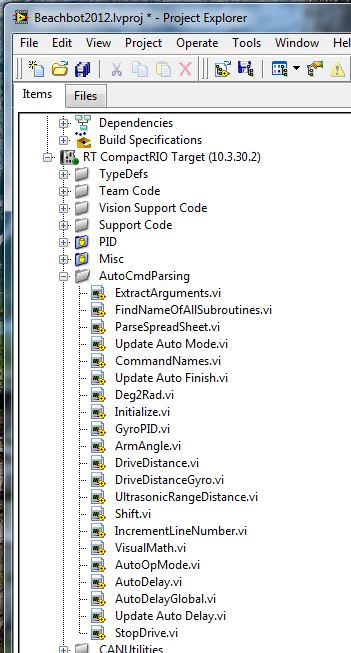 Beachbot2012.lvproj * - Project Explorer
File Edit View Project Operate Tools Window
Items Files
Dependencies
Build Specifications
RT CompactRIO Target (10.3.30.2)
TypeDefs
Team Code
Vision Support Code
Support Code
PID
Misc
AutoCmdParsing
ExtractArguments.vi
FindNameOfAllSubroutines.vi
ParseSpreadSheet.vi
Update Auto Mode.vi
CommandNames.vi
Update Auto Finish.vi
Deg2Rad.vi
Initialize.vi
GyroPID.vi
ArmAngle.vi
DriveDistance.vi
DriveDistanceGyro.vi
UltrasonicRangeDistance.vi
Shift.vi
IncrementLineNumber.vi
VisualMath.vi
AutoOpMode.vi
AutoDelay.vi
AutoDelayGlobal.vi
Update Auto Delay.vi
StopDrive.vi
CANUtilities